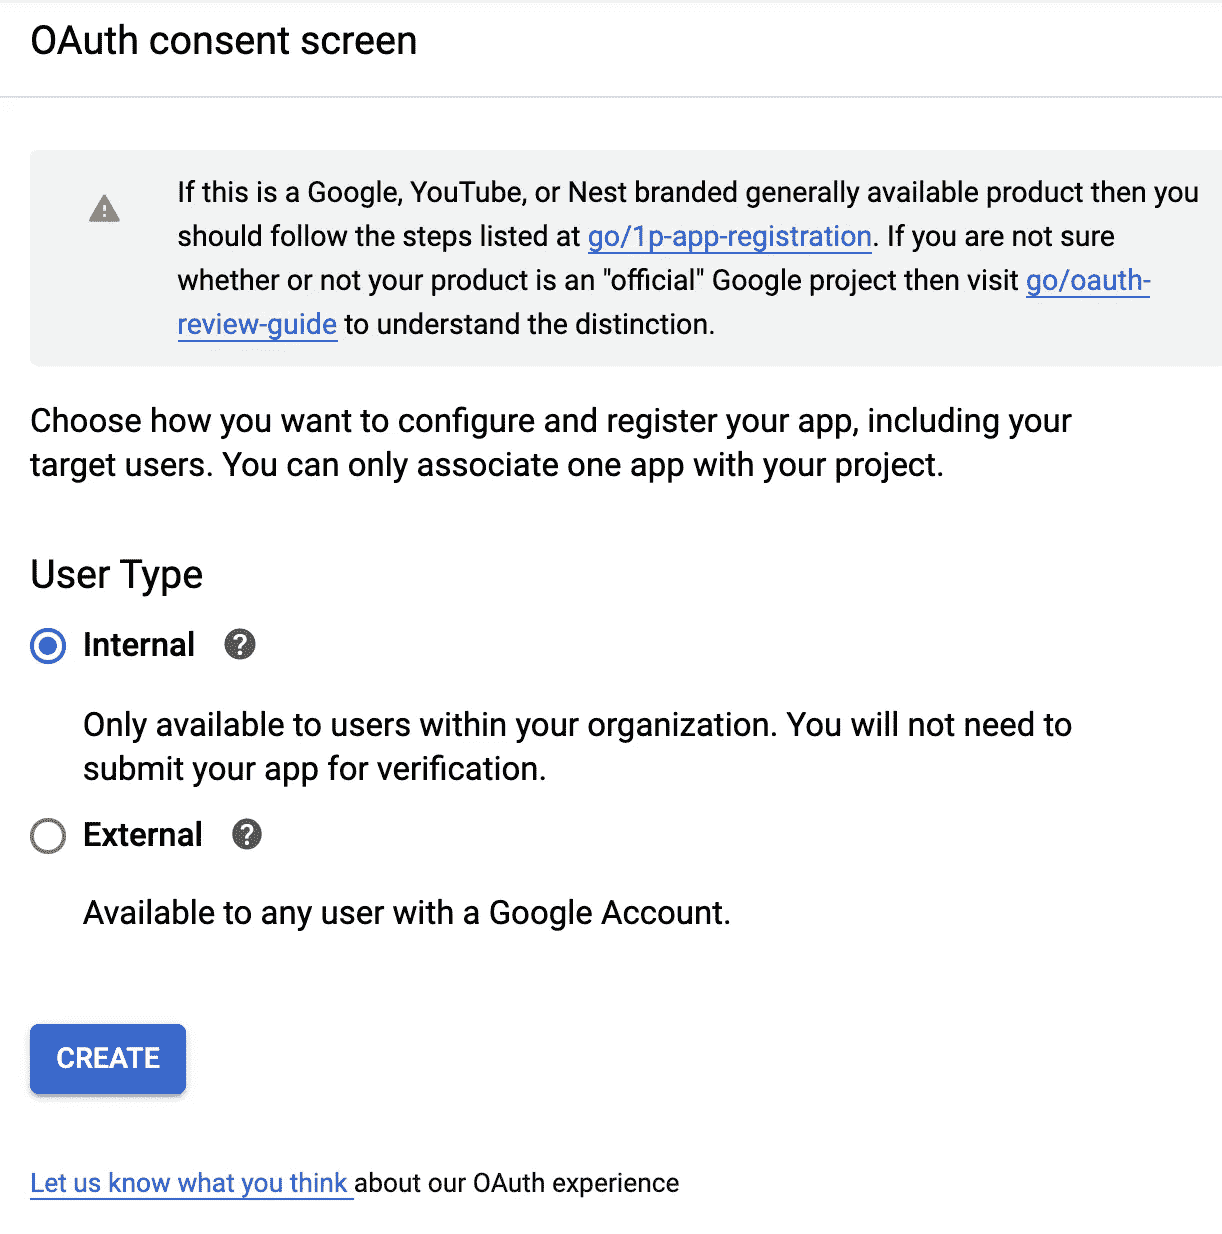 OAuth consent screen
If this is a Google, YouTube, or Nest branded generally available product then you
should follow the steps listed at go/1p-app-registration. If you are not sure
whether or not your product is an "official" Google project then visit go/oauth-
review-guide to understand the distinction.
Choose how you want to configure and register your app, including your
target users. You can only associate one app with your project.
User Type
Internal
Only available to users within your organization. You will not need to
submit your app for verification.
External
Available to any user with a Google Account.
CREATE
Let us know what you think about our OAuth experience